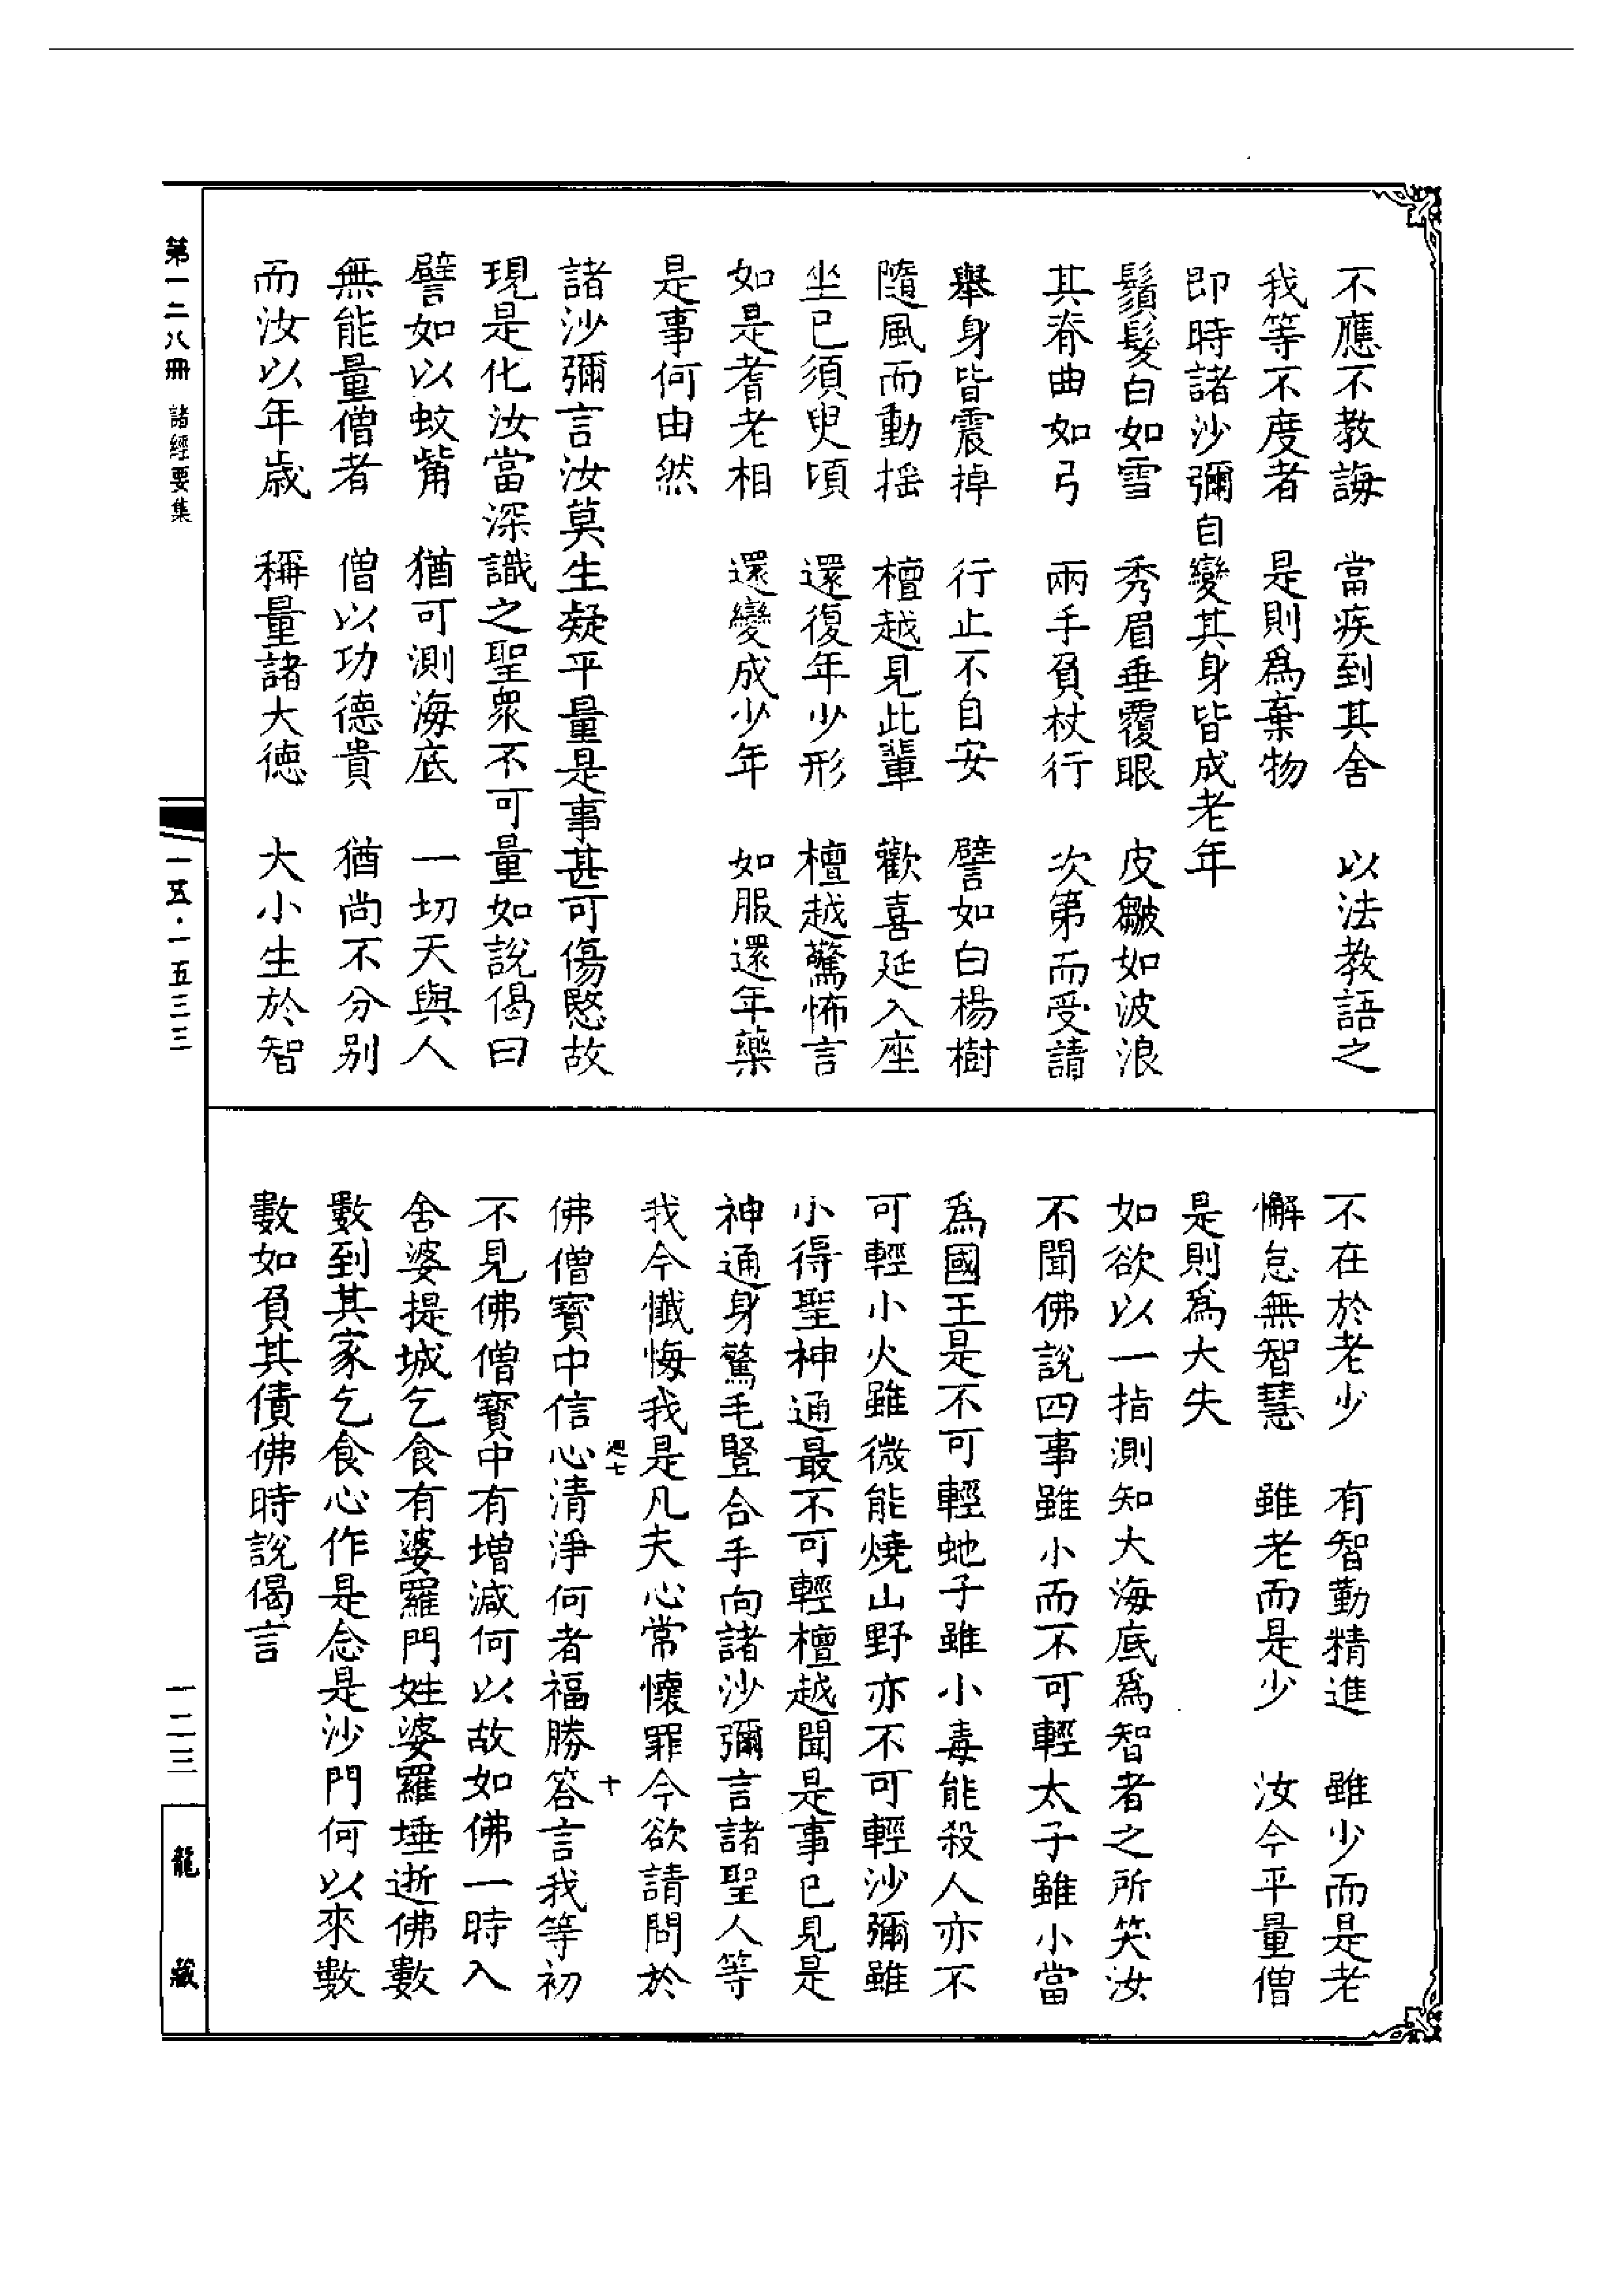 不應不教誨　當疾到其舍　以法教語之
我等不度者　是則爲棄物
即時諸沙彌自變其身皆成老年
鬚髮白如雪　秀眉垂覆眼　皮皺如波浪
其脊曲如弓　兩手負杖行　次第而受請
舉身皆震掉　行止不自安　譬如白楊樹
隨風而動摇　檀越見此輩　歡喜延入座
坐已須臾頃　還復年少形　檀越驚怖言
如是耆老相　還變成少年　如服還年藥
是事何由然
諸沙彌言汝莫生疑平量是事甚可傷愍故
現是化汝當深識之聖衆不可量如說偈曰
譬如以蚊觜　猶可測海底　一切天與人
無能量僧者　僧以功德貴　猶尚不分别
而汝以年歲　稱量諸大德　大小生於智
不在於老少　有智勤精進　雖少而是老
懈怠無智慧　雖老而是少　汝今平量僧
是則爲大失
如欲以一指測知大海底爲智者之所笑汝
不聞佛說四事雖小而不可輕太子雖小當
爲國王是不可輕虵子雖小毒能殺人亦不
可輕小火雖微能燒山野亦不可輕沙彌雖
小得聖神通最不可輕檀越聞是事已見是
神通身驚毛豎合手向諸沙彌言諸聖人等
我今懺悔我是凡夫心常懷罪今欲請問於
佛僧寶中信心清淨何者福勝答言我等初
不見佛僧寶中有增減何以故如佛一時入
舍婆提城乞食有婆羅門姓婆羅埵逝佛數
數到其家乞食心作是念是沙門何以來數
數如負其債佛時說偈言
十
第一二八冊　諸經要集
一五·一五三三
一二三
龍藏